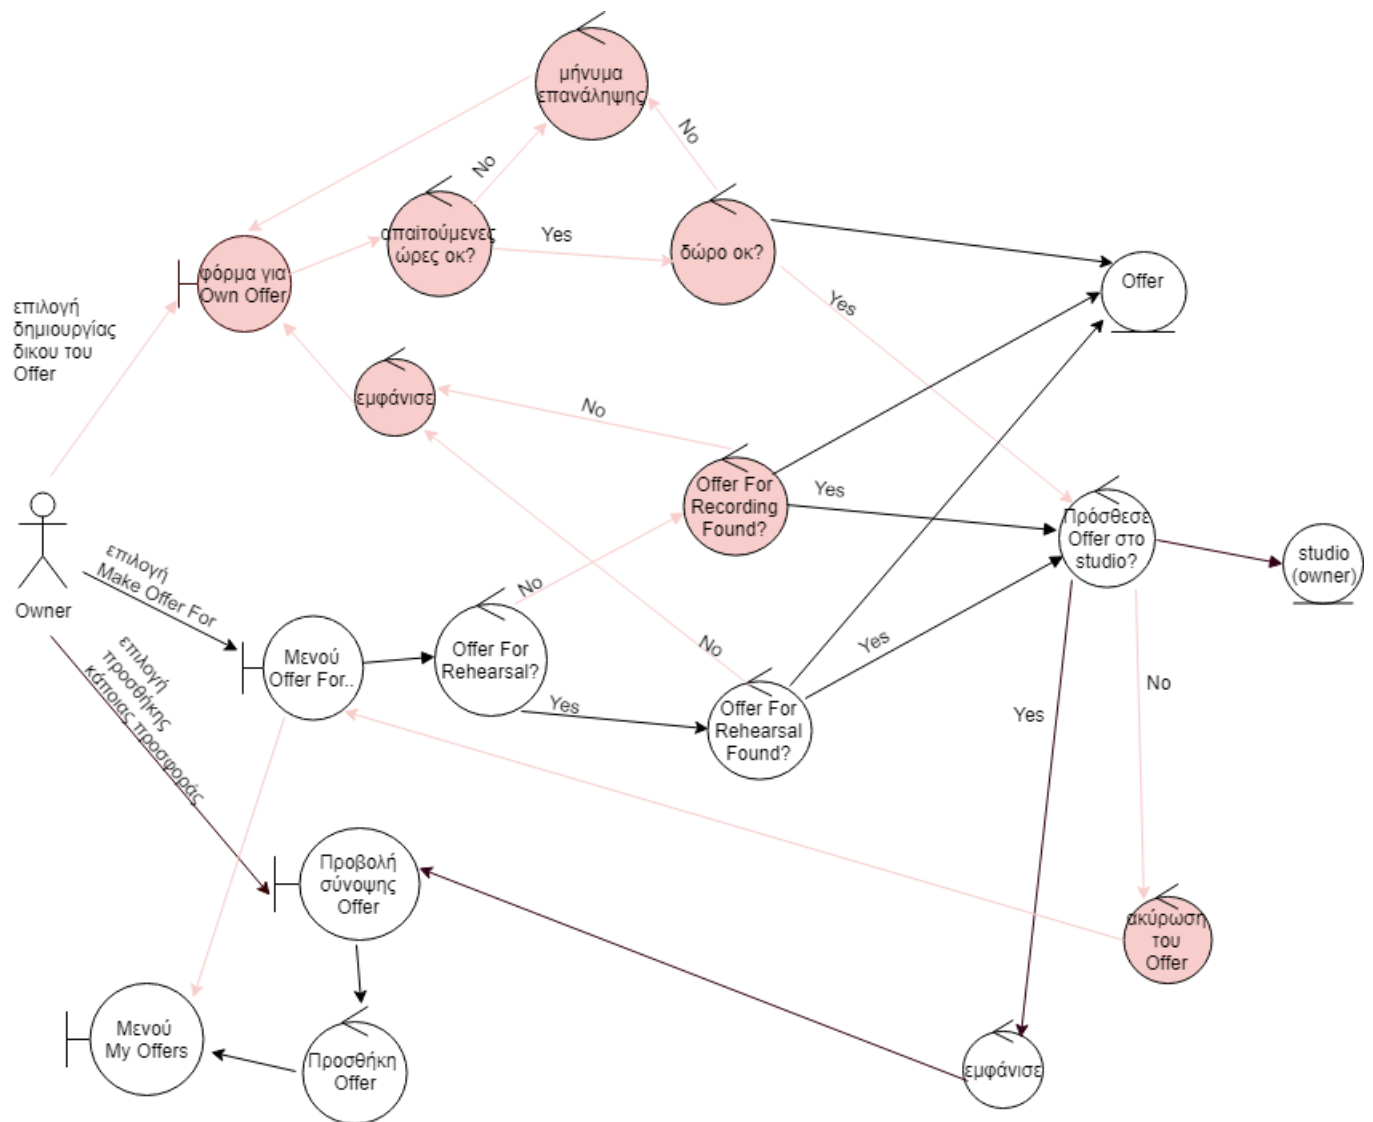 μήνυμα
επανάληψης
No
No
απαίτούμενες
ώρες οκ?
Yes
δώρο οκ?
Offer
φόρμα για
Own Offer
Yes
επιλογή
δημιουργίας
δικου του
Offer
εμφάνισε
No
Offer For
Recording
Found?
Yes
Πρόσθεσε
Offer στο
studio?
studio
(owner)
Owner
επιλογή
Make Offer For
No
Μενού
Offer For..
Offer For
Rehearsal?
No
Yes
Yes
Offer For
Rehearsal
Found?
Yes
No
επιλογή
προσθήκης
κάποιας προσφοράς
Προβολή
σύνοψης
Offer
ακύρωση
του
Offer
Μενού
My Offers
Προσθήκη
Offer
εμφάνισε